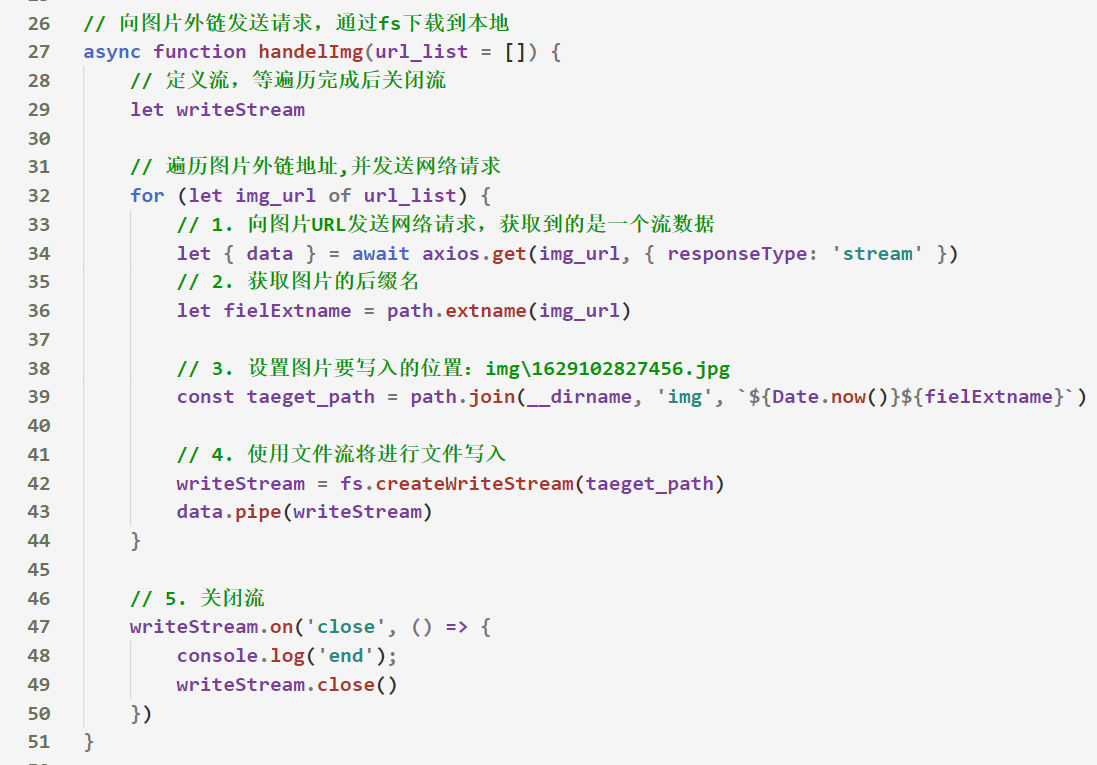 26 // 向图片外链发送请求，通过fs下载到本地
27 async function handelImg(url_list = []) {
28     // 定义流，等遍历完成后关闭流
29     let writeStream
30
31     // 遍历图片外链地址,并发送网络请求
32     for (let img_url of url_list) {
33         // 1. 向图片URL发送网络请求，获取到的是一个流数据
34         let { data } = await axios.get(img_url, { responseType: 'stream' })
35         // 2. 获取图片的后缀名
36         let fielExtname = path.extname(img_url)
37
38         // 3. 设置图片要写入的位置：img\1629102827456.jpg
39         const taeget_path = path.join(__dirname, 'img', `${Date.now()}${fielExtname}`)
40
41         // 4. 使用文件流将进行文件写入
42         writeStream = fs.createWriteStream(taeget_path)
43         data.pipe(writeStream)
44     }
45
46     // 5. 关闭流
47     writeStream.on('close', () => {
48         console.log('end');
49         writeStream.close()
50     })
51 }